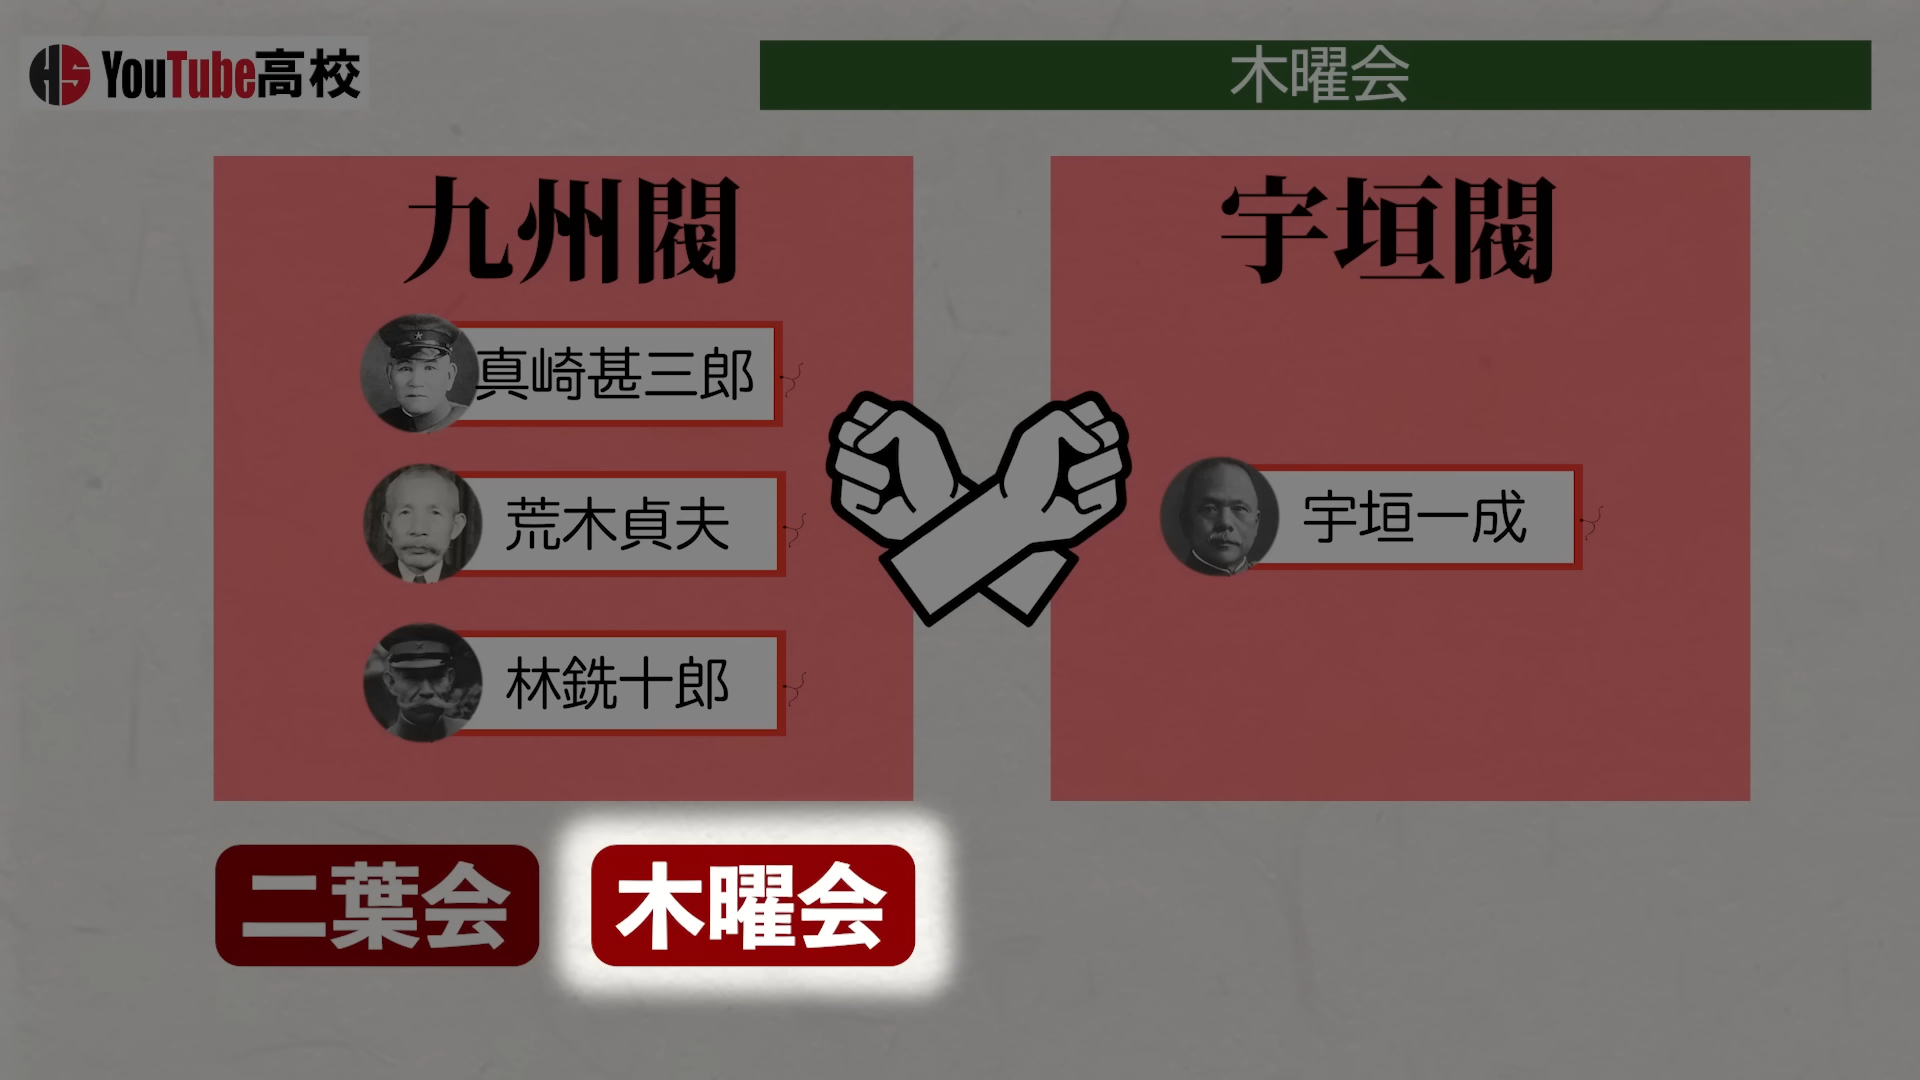 YouTube高校
木曜会
九州閥
宇垣閥
真崎甚三郎
荒木貞夫
宇垣一成
林銑十郎
二葉会
木曜会